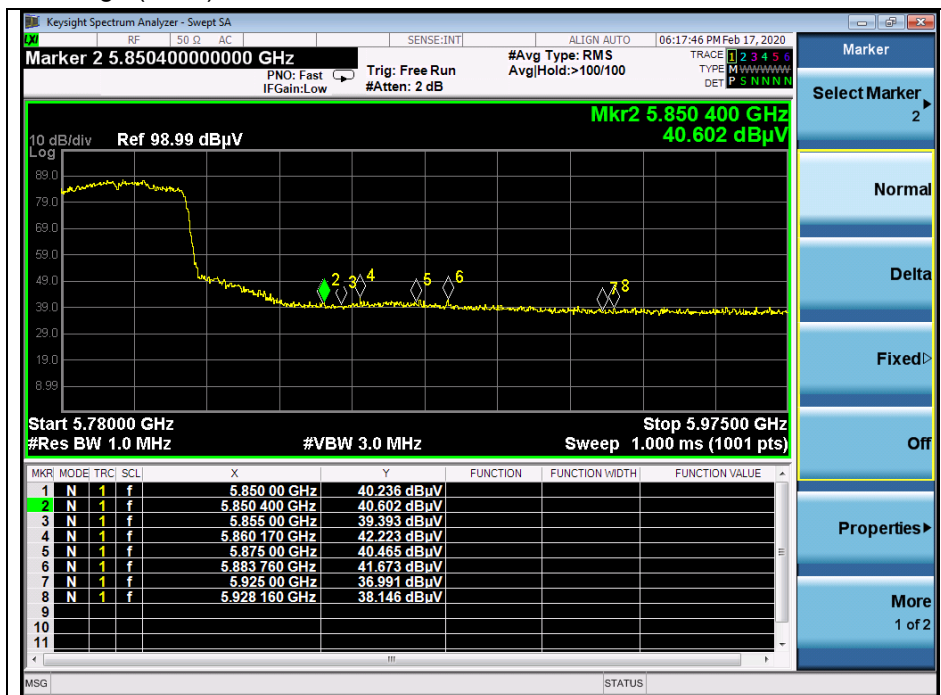 Keysight Spectrum Analyzer - Swept SA
LXI RF 50 Ω AC SENSE:INT ALIGN AUTO 06:17:46 PM Feb 17, 2020
Marker 2 5.850400000000 GHz
PNO: Fast
IFGain:Low
Trig: Free Run
#Atten: 2 dB
#Avg Type: RMS
Avg|Hold:>100/100
TRACE 1 2 3 4 5 6
TYPE M WWWWW
DET P S N N N N
Mkr2 5.850 400 GHz
40.602 dBµV
10 dB/div Ref 98.99 dBµV
Log
89.0
79.0
69.0
59.0
49.0
39.0
29.0
19.0
8.99
2 3 4 5 6 7 8
Start 5.78000 GHz Stop 5.97500 GHz
#Res BW 1.0 MHz #VBW 3.0 MHz Sweep 1.000 ms (1001 pts)
MKR MODE TRC SCL X Y FUNCTION FUNCTION WIDTH FUNCTION VALUE
1 N 1 f 5.850 00 GHz 40.236 dBµV
2 N 1 f 5.850 400 GHz 40.602 dBµV
3 N 1 f 5.855 00 GHz 39.393 dBµV
4 N 1 f 5.860 170 GHz 42.223 dBµV
5 N 1 f 5.875 00 GHz 40.465 dBµV
6 N 1 f 5.883 760 GHz 41.673 dBµV
7 N 1 f 5.925 00 GHz 36.991 dBµV
8 N 1 f 5.928 160 GHz 38.146 dBµV
9
10
11
MSG STATUS
Marker
Select Marker
2
Normal
Delta
Fixed
Off
Properties
More
1 of 2